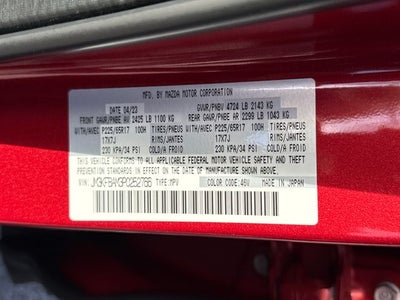 MFD. BY MAZDA MOTOR CORPORATION
DATE 04/23 GVWR/PNBV 4724 LB 2143 KG
FRONT GAWR/PNBE AV 2425 LB 1100 KG REAR GAWR/PNBE AR 2299 LB 1043 KG
WITH/AVEC P225/65R17 100H TIRES/PNEUS WITH/AVEC P225/65R17 100H TIRES/PNEUS
17X7J RIMS/JANTES 17X7J RIMS/JANTES
230 KPA/34 PSI COLD/FROID 230 KPA/34 PSI COLD/FROID
THIS VEHICLE CONFORMS TO ALL APPLICABLE FEDERAL MOTOR VEHICLE SAFETY AND THEFT
PREVENTION STANDARDS IN EFFECT ON THE DATE OF MANUFACTURE SHOWN ABOVE.
VIN: TYPE:MPV COLOR CODE:46V MADE IN JAPAN